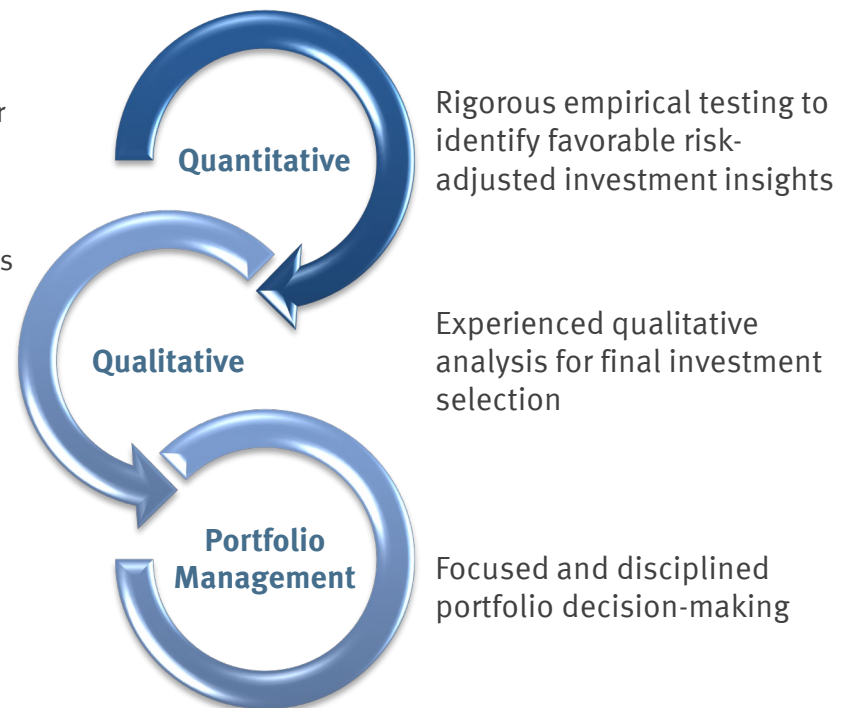 Quantitative
Rigorous empirical testing to
identify favorable risk-
adjusted investment insights
Qualitative
Experienced qualitative
analysis for final investment
selection
Portfolio
Management
Focused and disciplined
portfolio decision-making